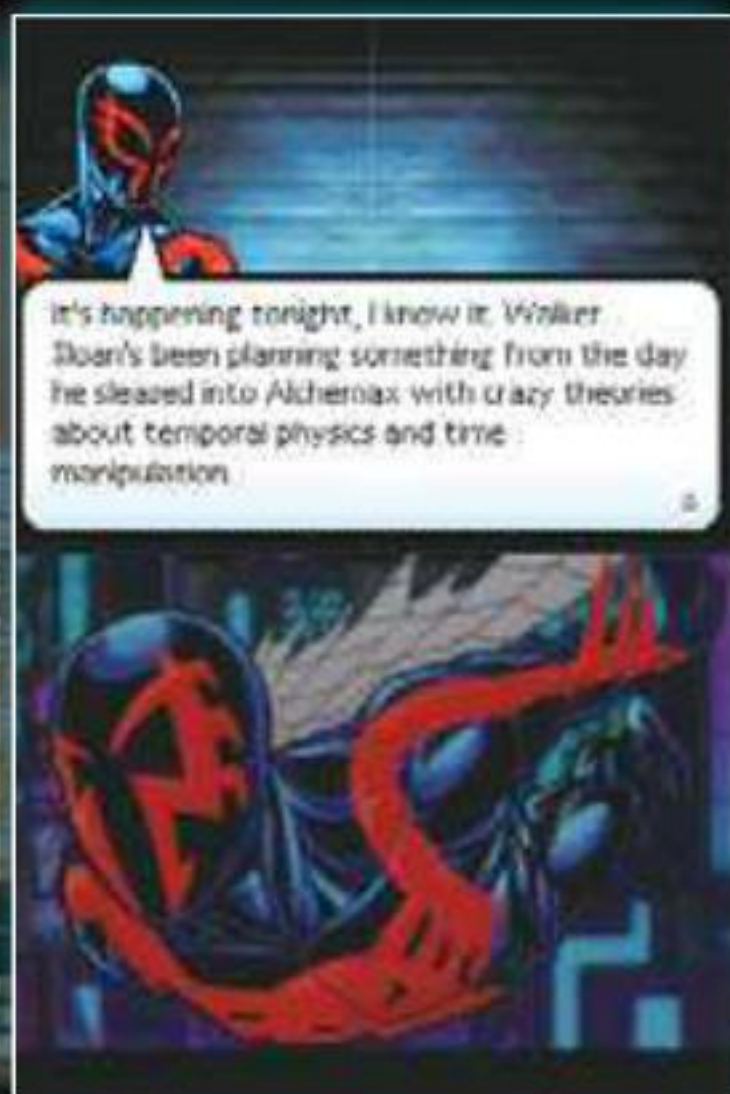 It's happening tonight, I know it. Walker
Sloan's been planning something from the day
he sleazed into Alchemax with crazy theories
about temporal physics and time
manipulation.